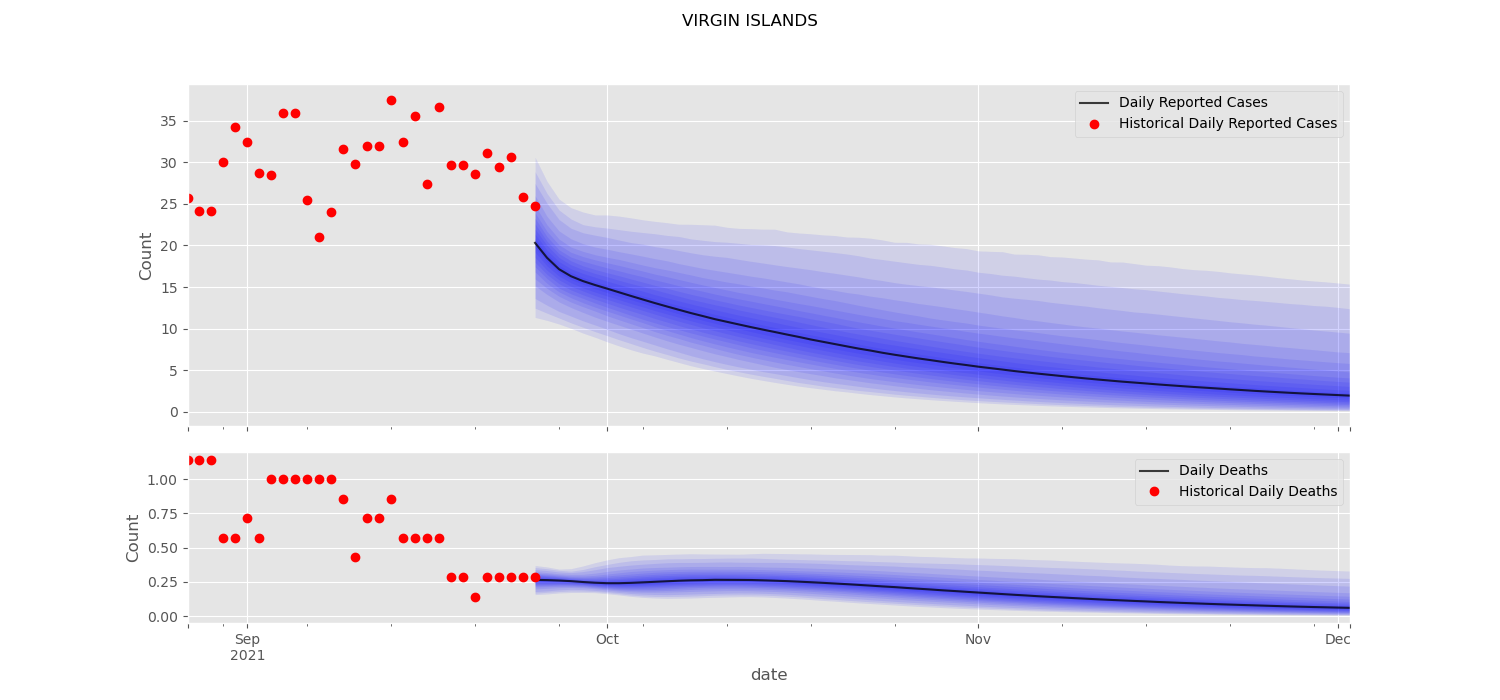 VIRGIN ISLANDS
Daily Reported Cases
Historical Daily Reported Cases
Count
35
30
25
20
15
10
5
0
Daily Deaths
Historical Daily Deaths
Count
1.00
0.75
0.50
0.25
0.00
Sep
2021
Oct
Nov
Dec
date